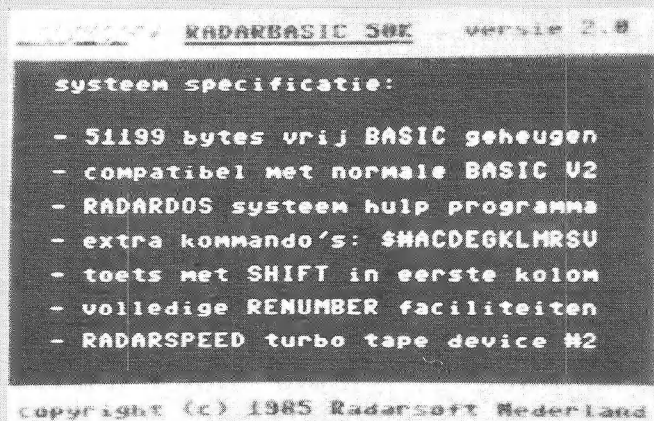 RADARBASIC 50K versie 2.0
systeem specificatie:
- 51199 bytes vrij BASIC geheugen
- compatibel met normale BASIC V2
- RADARDOS systeem hulp programma
- extra kommando's: $#ACDEGKLMRSV
- toets met SHIFT in eerste kolom
- volledige RENUMBER faciliteiten
- RADARSPEED turbo tape device #2
copyright (c) 1985 Radarsoft Nederland